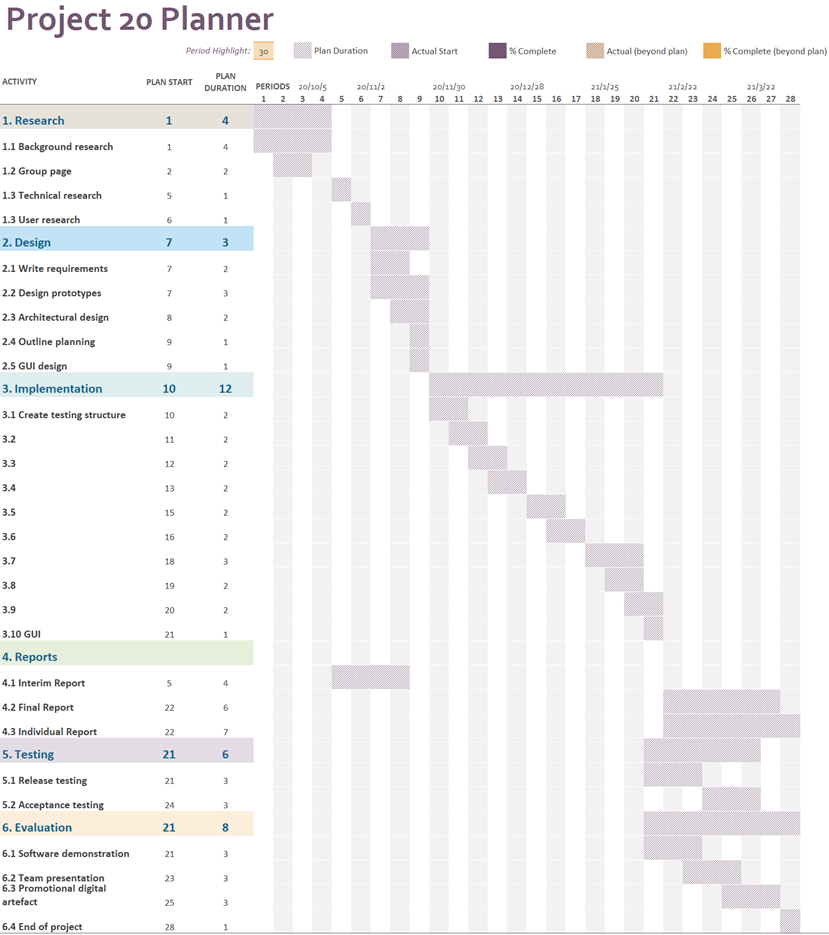 Project 20 Planner
Period Highlight: 30 Plan Duration Actual Start % Complete Actual (beyond plan) % Complete (beyond plan)
ACTIVITY PLAN START PLAN DURATION PERIODS 20/10/5 20/11/2 20/11/30 20/12/28 21/1/25 21/2/22 21/3/22
1 2 3 4 5 6 7 8 9 10 11 12 13 14 15 16 17 18 19 20 21 22 23 24 25 26 27 28
1. Research 1 4
1.1 Background research 1 4
1.2 Group page 2 2
1.3 Technical research 5 1
1.3 User research 6 1
2. Design 7 3
2.1 Write requirements 7 2
2.2 Design prototypes 7 3
2.3 Architectural design 8 2
2.4 Outline planning 9 1
2.5 GUI design 9 1
3. Implementation 10 12
3.1 Create testing structure 10 2
3.2 11 2
3.3 12 2
3.4 13 2
3.5 15 2
3.6 16 2
3.7 18 3
3.8 19 2
3.9 20 2
3.10 GUI 21 1
4. Reports
4.1 Interim Report 5 4
4.2 Final Report 22 6
4.3 Individual Report 22 7
5. Testing 21 6
5.1 Release testing 21 3
5.2 Acceptance testing 24 3
6. Evaluation 21 8
6.1 Software demonstration 21 3
6.2 Team presentation 23 3
6.3 Promotional digital
artefact 25 3
6.4 End of project 28 1